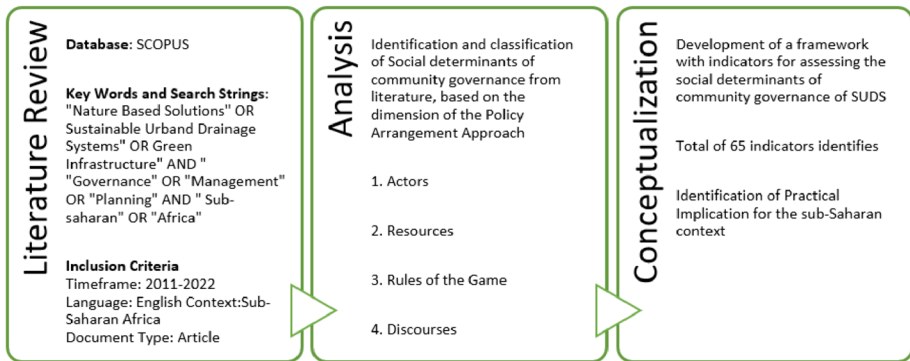 Literature Review
Database: SCOPUS
Key Words and Search Strings:
"Nature Based Solutions" OR
Sustainable Urband Drainage
Systems" OR Green
Infrastructure" AND "
"Governance" OR "Management"
OR "Planning" AND " Sub-
saharan" OR "Africa"
Inclusion Criteria
Timeframe: 2011-2022
Language: English Context:Sub-
Saharan Africa
Document Type: Article
Analysis
Identification and classification
of Social determinants of
community governance from
literature, based on the
dimension of the Policy
Arrangement Approach
1. Actors
2. Resources
3. Rules of the Game
4. Discourses
Conceptualization
Development of a framework
with indicators for assessing the
social determinants of
community governance of SUDS
Total of 65 indicators identifies
Identification of Practical
Implication for the sub-Saharan
context